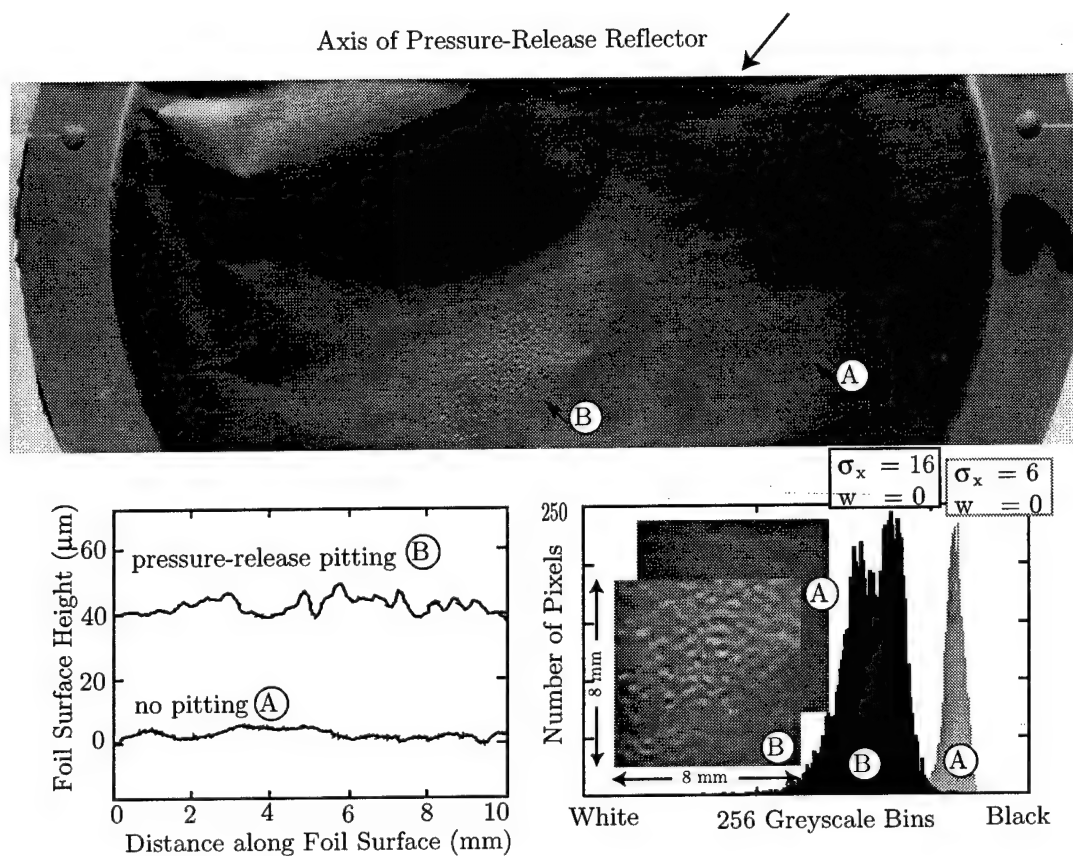 Axis of Pressure-Release Reflector
A
B
σx = 16
w = 0
σx = 6
w = 0
Foil Surface Height (μm)
60
40
20
0
pressure-release pitting B
no pitting A
0 2 4 6 8 10
Distance along Foil Surface (mm)
Number of Pixels
250
A
8 mm
B
8 mm
B
A
White 256 Greyscale Bins Black